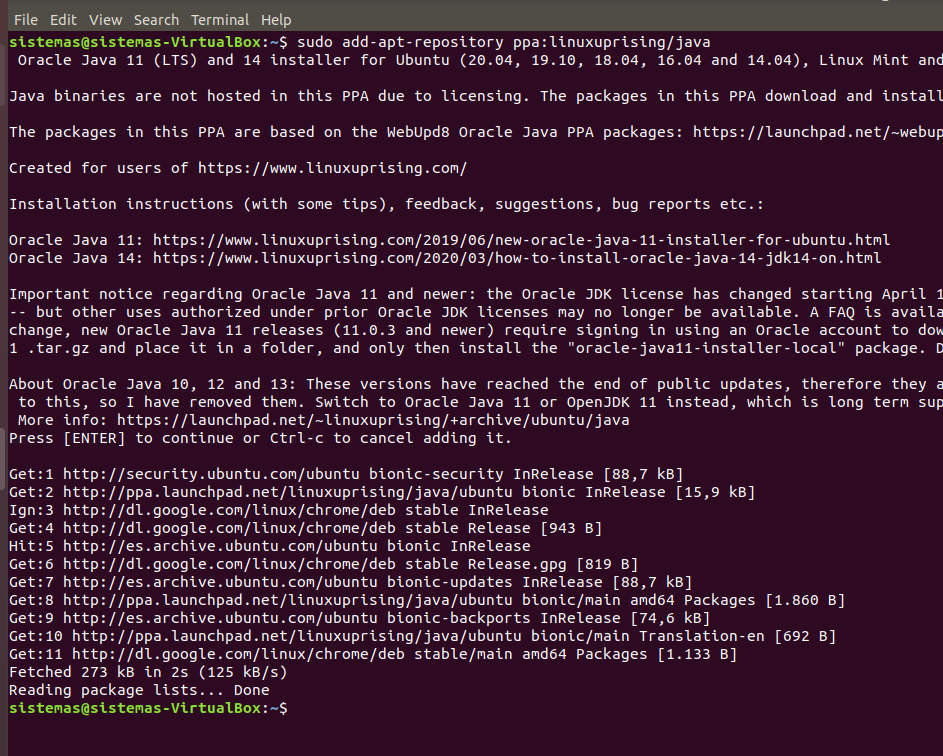 File Edit View Search Terminal Help
sistemas@sistemas-VirtualBox:~$ sudo add-apt-repository ppa:linuxuprising/java
Oracle Java 11 (LTS) and 14 installer for Ubuntu (20.04, 19.10, 18.04, 16.04 and 14.04), Linux Mint and
Java binaries are not hosted in this PPA due to licensing. The packages in this PPA download and install
The packages in this PPA are based on the WebUpd8 Oracle Java PPA packages: https://launchpad.net/~webup
Created for users of https://www.linuxuprising.com/
Installation instructions (with some tips), feedback, suggestions, bug reports etc.:
Oracle Java 11: https://www.linuxuprising.com/2019/06/new-oracle-java-11-installer-for-ubuntu.html
Oracle Java 14: https://www.linuxuprising.com/2020/03/how-to-install-oracle-java-14-jdk14-on.html
Important notice regarding Oracle Java 11 and newer: the Oracle JDK license has changed starting April 1
-- but other uses authorized under prior Oracle JDK licenses may no longer be available. A FAQ is availa
change, new Oracle Java 11 releases (11.0.3 and newer) require signing in using an Oracle account to dow
1 .tar.gz and place it in a folder, and only then install the "oracle-java11-installer-local" package. D
About Oracle Java 10, 12 and 13: These versions have reached the end of public updates, therefore they a
to this, so I have removed them. Switch to Oracle Java 11 or OpenJDK 11 instead, which is long term sup
More info: https://launchpad.net/~linuxuprising/+archive/ubuntu/java
Press [ENTER] to continue or Ctrl-c to cancel adding it.
Get:1 http://security.ubuntu.com/ubuntu bionic-security InRelease [88,7 kB]
Get:2 http://ppa.launchpad.net/linuxuprising/java/ubuntu bionic InRelease [15,9 kB]
Ign:3 http://dl.google.com/linux/chrome/deb stable InRelease
Get:4 http://dl.google.com/linux/chrome/deb stable Release [943 B]
Hit:5 http://es.archive.ubuntu.com/ubuntu bionic InRelease
Get:6 http://dl.google.com/linux/chrome/deb stable Release.gpg [819 B]
Get:7 http://es.archive.ubuntu.com/ubuntu bionic-updates InRelease [88,7 kB]
Get:8 http://ppa.launchpad.net/linuxuprising/java/ubuntu bionic/main amd64 Packages [1.860 B]
Get:9 http://es.archive.ubuntu.com/ubuntu bionic-backports InRelease [74,6 kB]
Get:10 http://ppa.launchpad.net/linuxuprising/java/ubuntu bionic/main Translation-en [692 B]
Get:11 http://dl.google.com/linux/chrome/deb stable/main amd64 Packages [1.133 B]
Fetched 273 kB in 2s (125 kB/s)
Reading package lists... Done
sistemas@sistemas-VirtualBox:~$